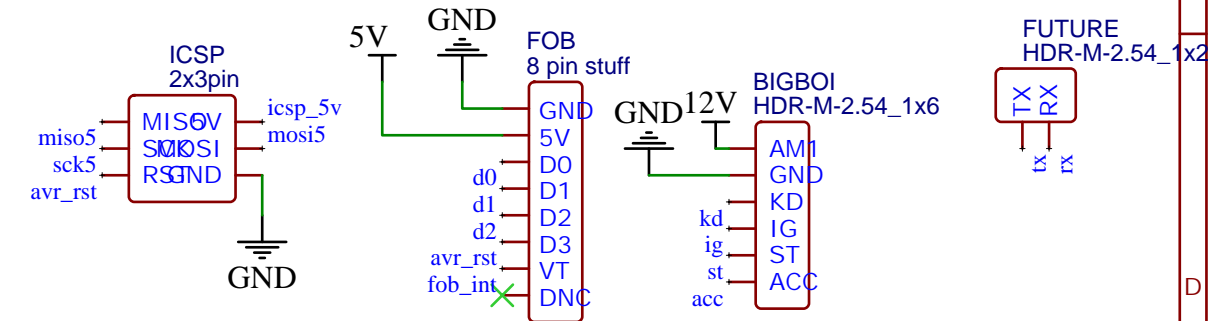 ICSP
2x3pin
MISO
5V
SCK
MOSI
RST
GND
miso5
sck5
avr_rst
icsp_5v
mosi5
GND
5V
GND
FOB
8 pin stuff
GND
5V
D0
D1
D2
D3
VT
DNC
d0
d1
d2
avr_rst
fob_int
GND
12V
BIGBOI
HDR-M-2.54_1x6
AM1
GND
KD
IG
ST
ACC
kd
ig
st
acc
FUTURE
HDR-M-2.54_1x2
TX
RX
tx
rx
D